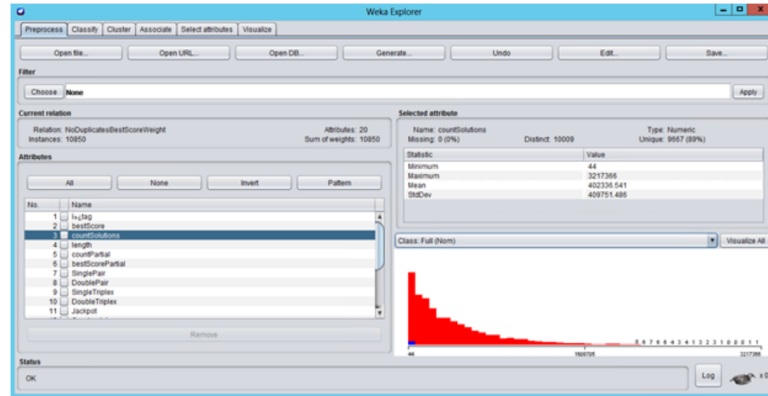 Weka Explorer
Preprocess Classify Cluster Associate Select attributes Visualize
Open file... Open URL... Open DB... Generate... Undo Edit... Save...
Filter
Choose None Apply
Current relation
Relation: NoDuplicatesBestScoreWeight Attributes: 20
Instances: 10850 Sum of weights: 10850
Selected attribute
Name: countSolutions Type: Numeric
Missing: 0 (0%) Distinct: 10009 Unique: 9667 (89%)
Statistic Value
Minimum 44
Maximum 3217366
Mean 402336.541
StdDev 409751.486
Attributes
All None Invert Pattern
No. Name
1 ï»¿tag
2 bestScore
3 countSolutions
4 length
5 countPartial
6 bestScorePartial
7 SinglePair
8 DoublePair
9 SingleTriplex
10 DoubleTriplex
11 Jackpot
Remove
Class: Full (Nom) Visualize All
44 1608705 3217366
Status
OK
Log x 0